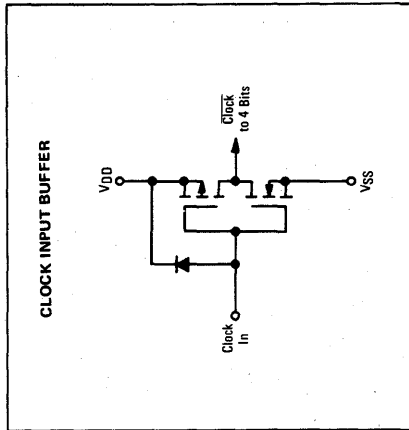 CLOCK INPUT BUFFER
VDD
Clock
to 4 Bits
Clock
In
VSS